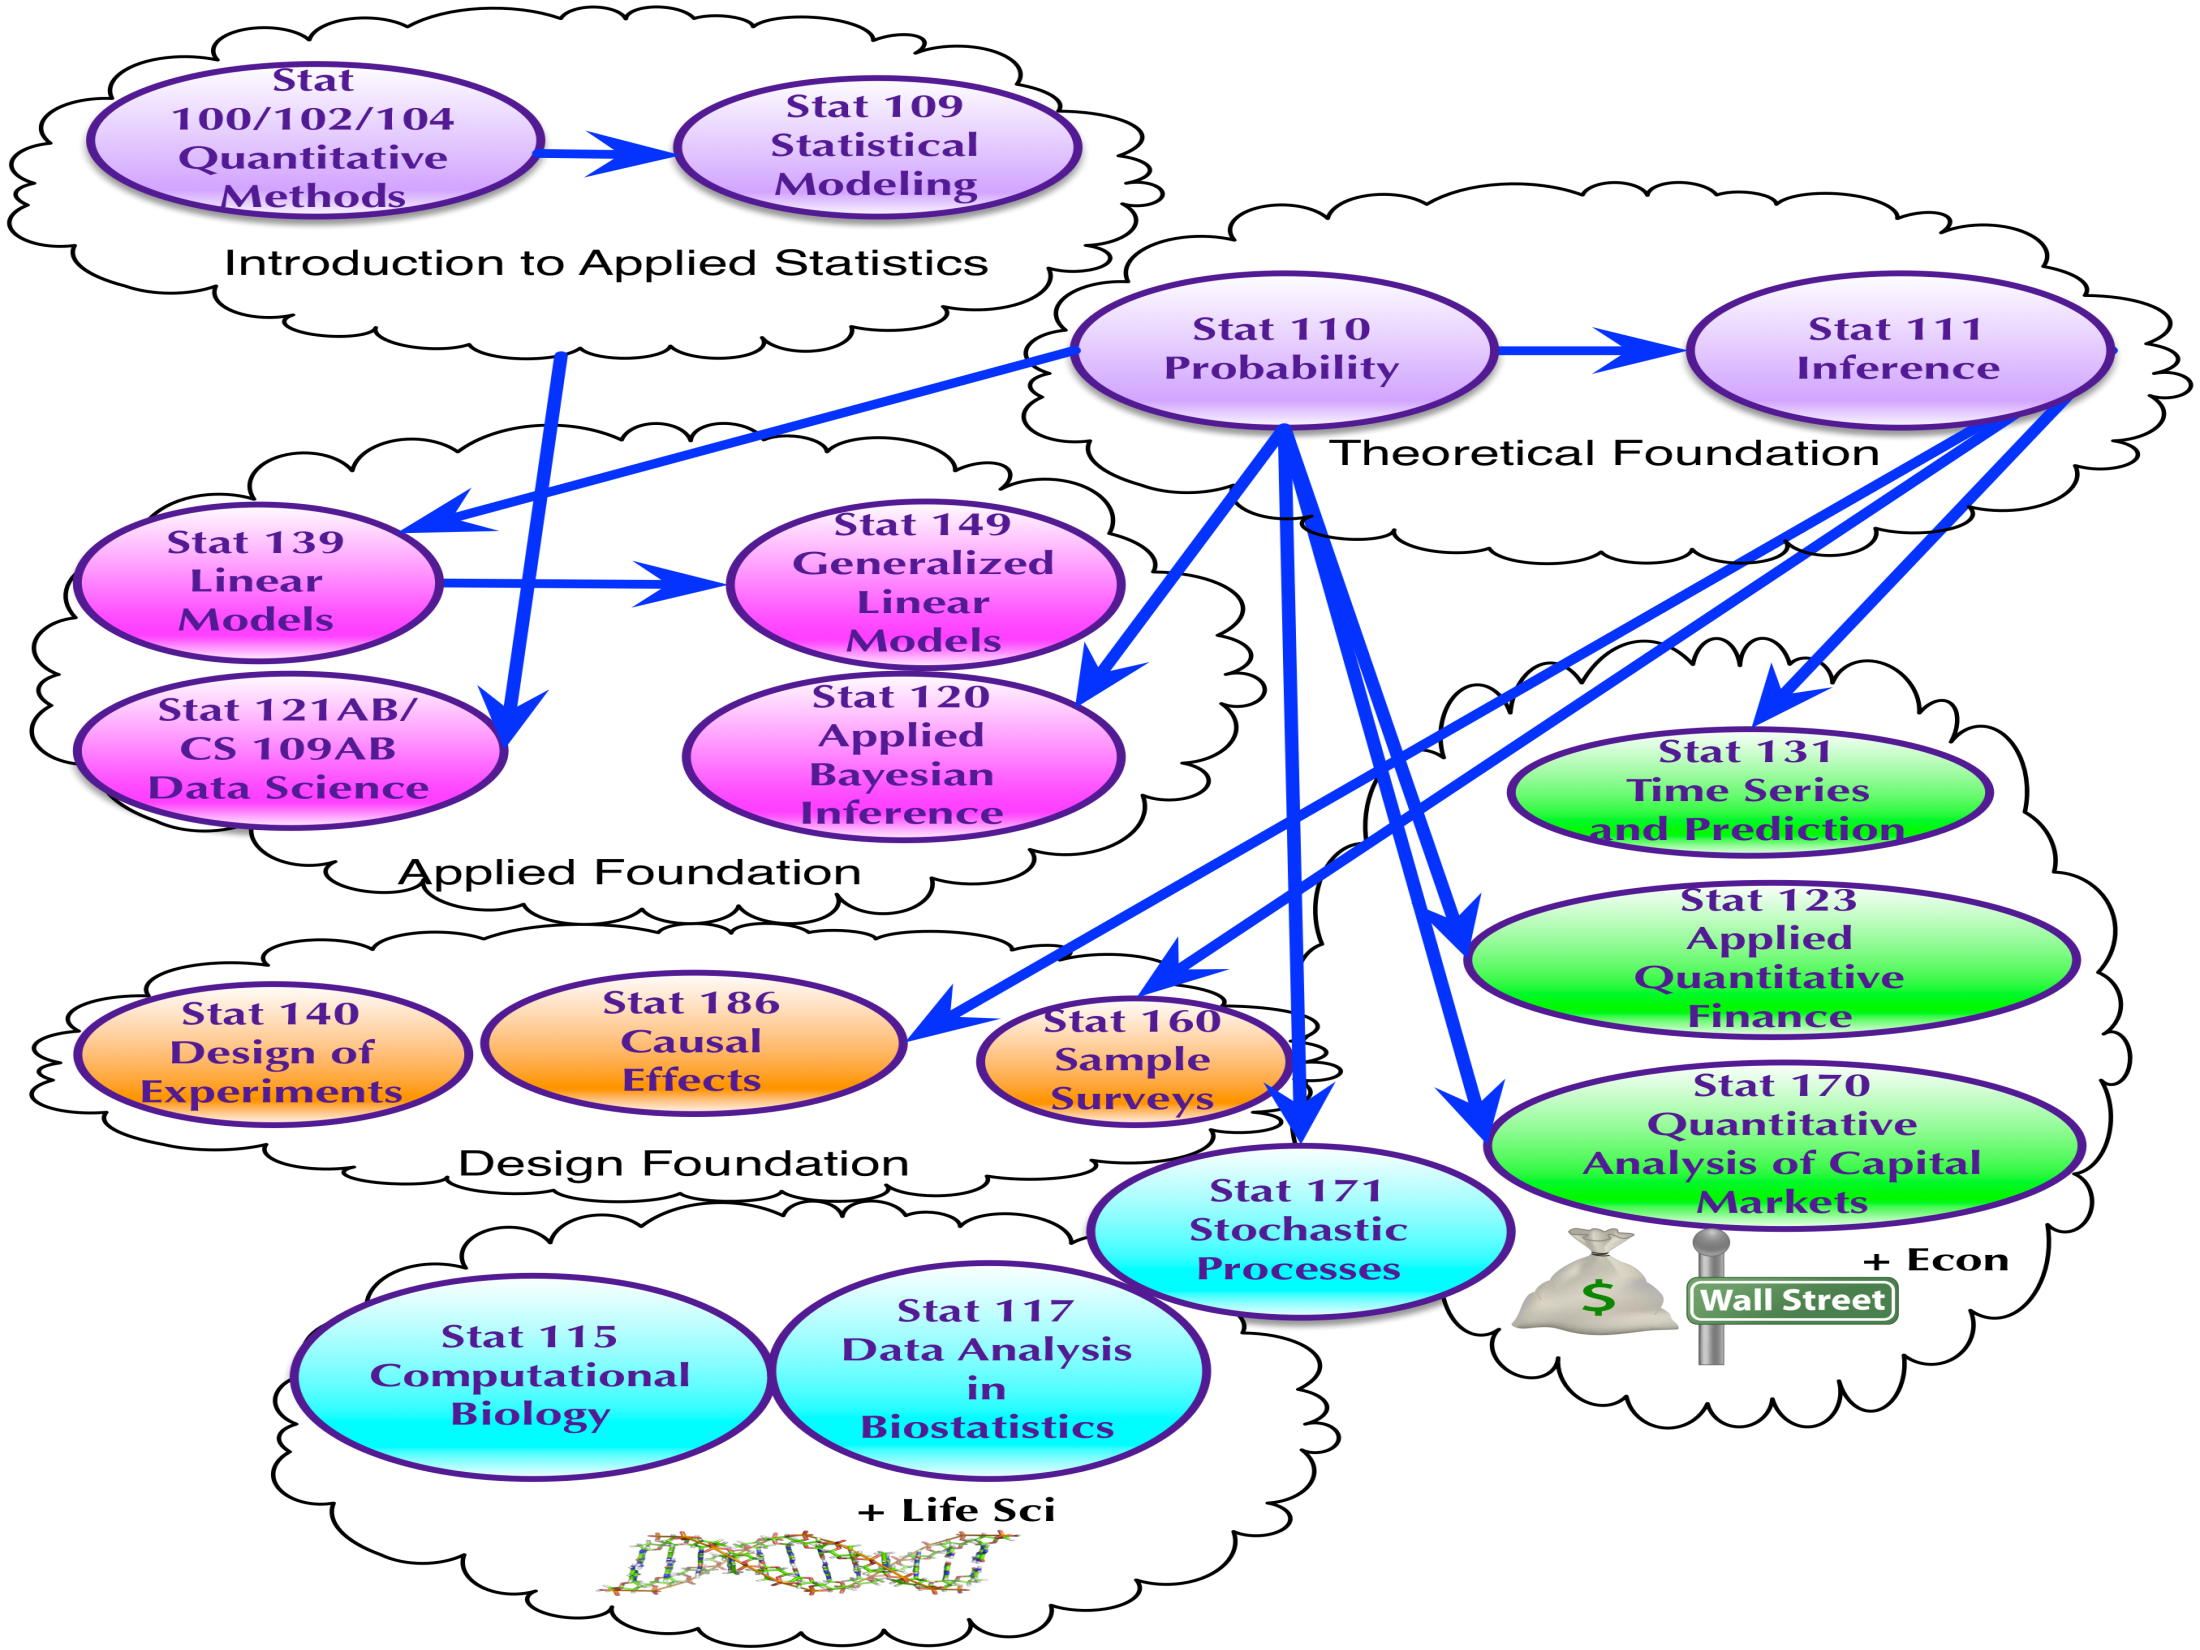 Stat
100/102/104
Quantitative
Methods
Stat 109
Statistical
Modeling
Introduction to Applied Statistics
Stat 110
Probability
Stat 111
Inference
Theoretical Foundation
Stat 139
Linear
Models
Stat 149
Generalized
Linear
Models
Stat 121AB/
CS 109AB
Data Science
Stat 120
Applied
Bayesian
Inference
Applied Foundation
Stat 131
Time Series
and Prediction
Stat 123
Applied
Quantitative
Finance
Stat 170
Quantitative
Analysis of Capital
Markets
+ Econ
$
Wall Street
Stat 140
Design of
Experiments
Stat 186
Causal
Effects
Stat 160
Sample
Surveys
Design Foundation
Stat 171
Stochastic
Processes
Stat 115
Computational
Biology
Stat 117
Data Analysis
in
Biostatistics
+ Life Sci